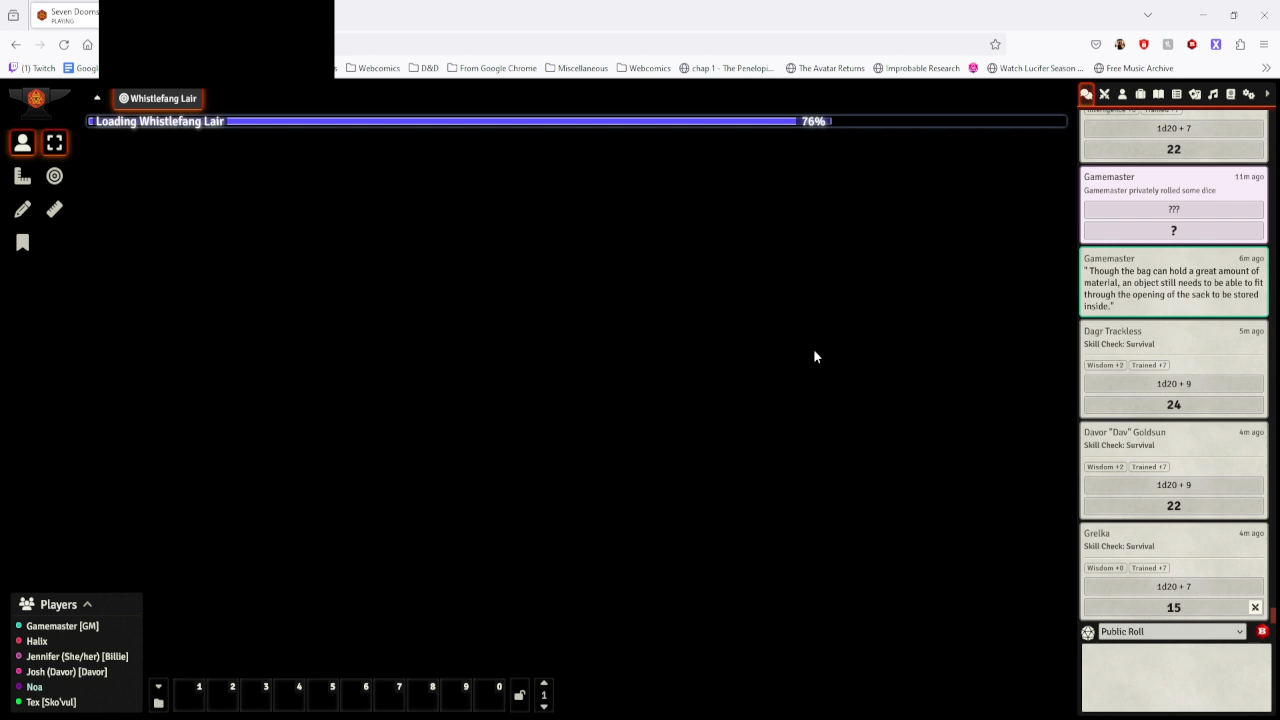 Seven Dooms
PLAYING
(1) Twitch
Googl
Webcomics
D&D
From Google Chrome
Miscellaneous
Webcomics
chap 1 - The Penelopi...
The Avatar Returns
Improbable Research
Watch Lucifer Season ...
Free Music Archive
Whistlefang Lair
Loading Whistlefang Lair
76%
1d20 + 7
22
Gamemaster
11m ago
Gamemaster privately rolled some dice
???
?
Gamemaster
6m ago
" Though the bag can hold a great amount of
material, an object still needs to be able to fit
through the opening of the sack to be stored
inside."
Dagr Trackless
5m ago
Skill Check: Survival
Wisdom +2
Trained +7
1d20 + 9
24
Davor "Dav" Goldsun
4m ago
Skill Check: Survival
Wisdom +2
Trained +7
1d20 + 9
22
Grelka
4m ago
Skill Check: Survival
Wisdom +0
Trained +7
1d20 + 7
15
Public Roll
Players
Gamemaster [GM]
Halix
Jennifer (She/her) [Billie]
Josh (Davor) [Davor]
Noa
Tex [Sko'vul]
1
2
3
4
5
6
7
8
9
0
1